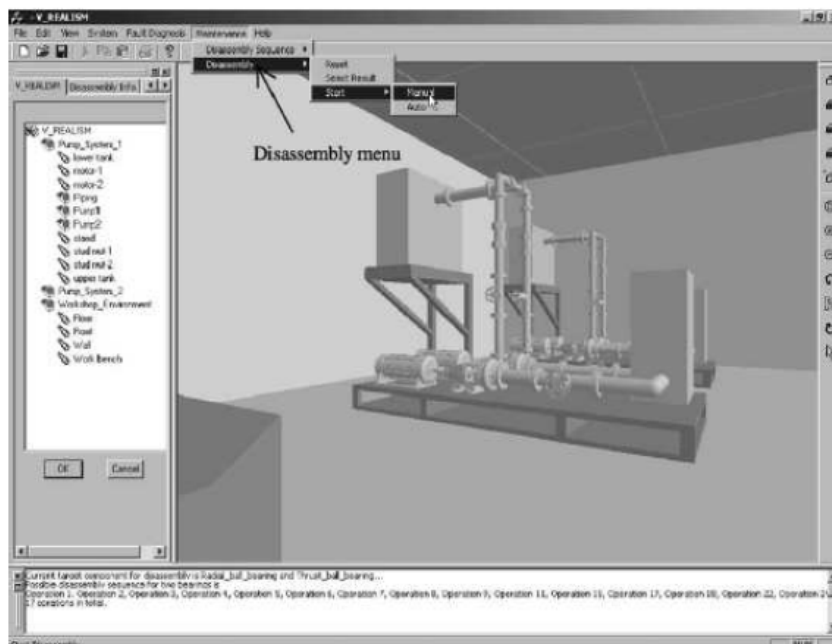 V_REALISM
File Edit View System Fault Diagnosis Maintenance Help
Disassembly Sequence
Disassembly
Reset
Select Result
Start
Manual
Auto
V_REALISM Disassembly Info
Disassembly menu
V_REALISM
Pump_System_1
lower tank
motor-1
motor-2
Piping
Pump1
Pump2
stand
stud nut-1
stud nut-2
upper tank
Pump_System_2
Workshop_Environment
Floor
Roof
Wall
Work bench
OK Cancel
Current target component for disassembly is Radial_ball_bearing and Thrust_ball_bearing...
Possible disassembly sequence for two bearings is
Operation 1, Operation 2, Operation 3, Operation 4, Operation 5, Operation 6, Operation 7, Operation 8, Operation 9, Operation 11, Operation 15, Operation 17, Operation 18, Operation 22, Operation
17 in total.